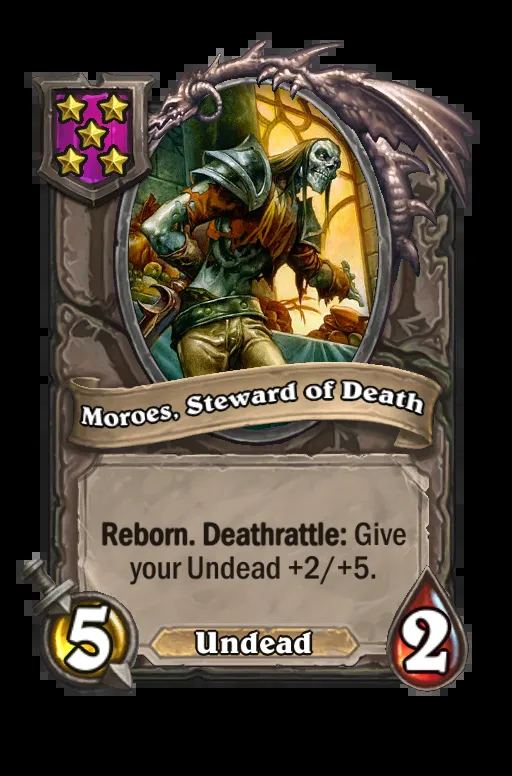 Moroes, Steward of Death
Reborn. Deathrattle: Give
your Undead +2/+5.
5
Undead
2